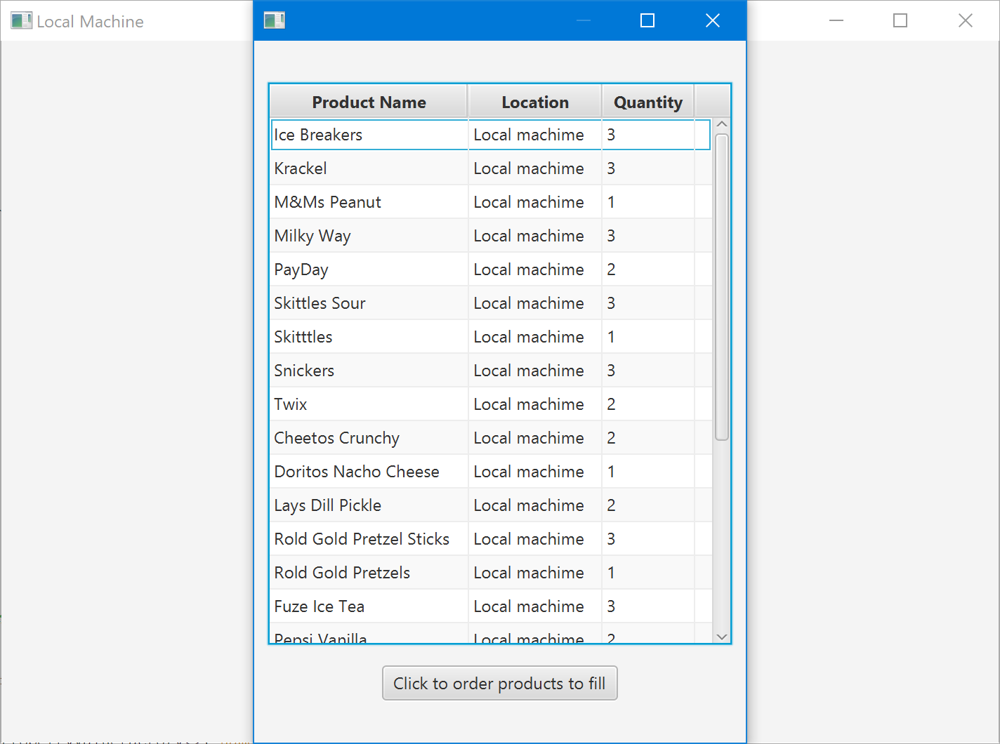 Local Machine
Product Name Location Quantity
Ice Breakers Local machime 3
Krackel Local machime 3
M&Ms Peanut Local machime 1
Milky Way Local machime 3
PayDay Local machime 2
Skittles Sour Local machime 3
Skitttles Local machime 1
Snickers Local machime 3
Twix Local machime 2
Cheetos Crunchy Local machime 2
Doritos Nacho Cheese Local machime 1
Lays Dill Pickle Local machime 2
Rold Gold Pretzel Sticks Local machime 3
Rold Gold Pretzels Local machime 1
Fuze Ice Tea Local machime 3
Pepsi Vanilla Local machime 2
Click to order products to fill